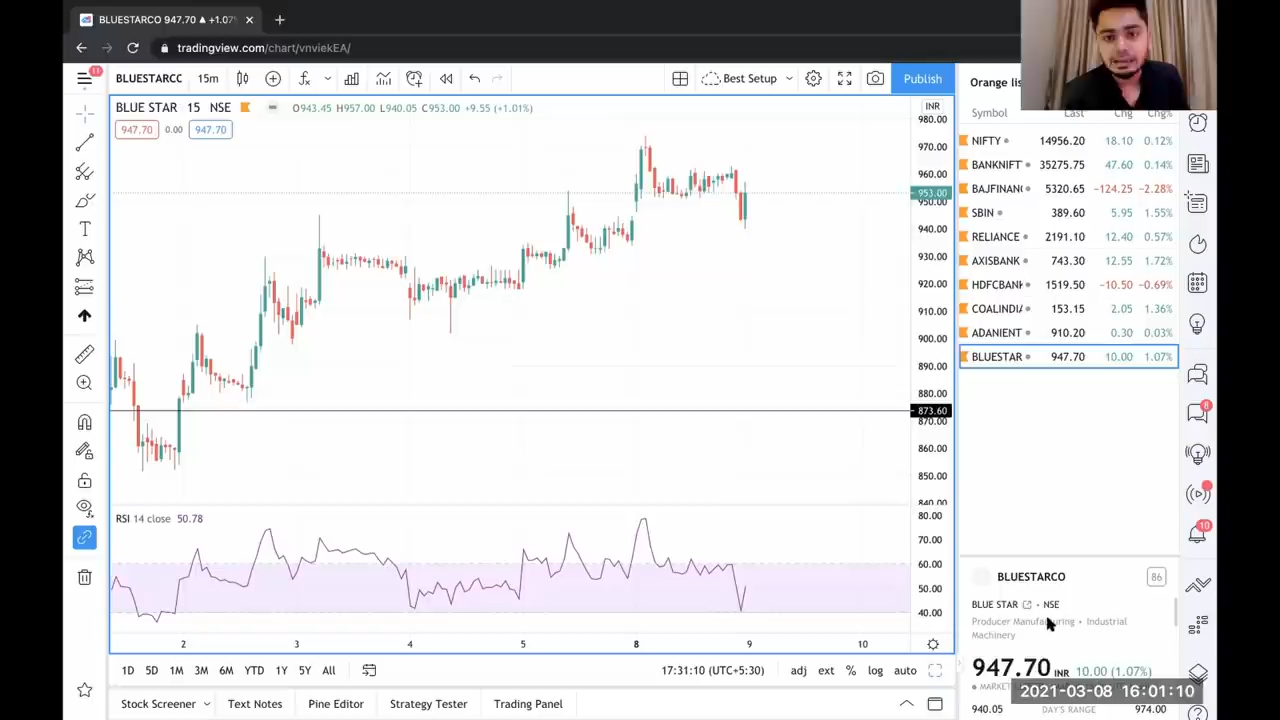 BLUESTARCO 947.70 ▲ +1.07%
tradingview.com/chart/vnviekEA/
11
BLUESTARCC 15m Best Setup Publish
Orange lis
BLUE STAR 15 NSE O943.45 H957.00 L940.05 C953.00 +9.55 (+1.01%)
947.70 0.00 947.70
INR
980.00
970.00
960.00
953.00
950.00
940.00
930.00
920.00
910.00
900.00
890.00
880.00
873.60
870.00
860.00
850.00
840.00
RSI 14 close 50.78
80.00
70.00
60.00
50.00
40.00
2 3 4 5 8 9 10
1D 5D 1M 3M 6M YTD 1Y 5Y All 17:31:10 (UTC+5:30) adj ext % log auto
Stock Screener Text Notes Pine Editor Strategy Tester Trading Panel
Symbol Last Chg Chg%
NIFTY 14956.20 18.10 0.12%
BANKNIFT 35275.75 47.60 0.14%
BAJFINAN 5320.65 −124.25 −2.28%
SBIN 389.60 5.95 1.55%
RELIANCE 2191.10 12.40 0.57%
AXISBANK 743.30 12.55 1.72%
HDFCBANK 1519.50 −10.50 −0.69%
COALINDIA 153.15 2.05 1.36%
ADANIENT 910.20 0.30 0.03%
BLUESTAR 947.70 10.00 1.07%
8
10
BLUESTARCO 86
BLUE STAR • NSE
Producer Manufacturing • Industrial
Machinery
947.70 INR 10.00 (1.07%)
2021-03-08 16:01:10
940.05 DAY'S RANGE 974.00